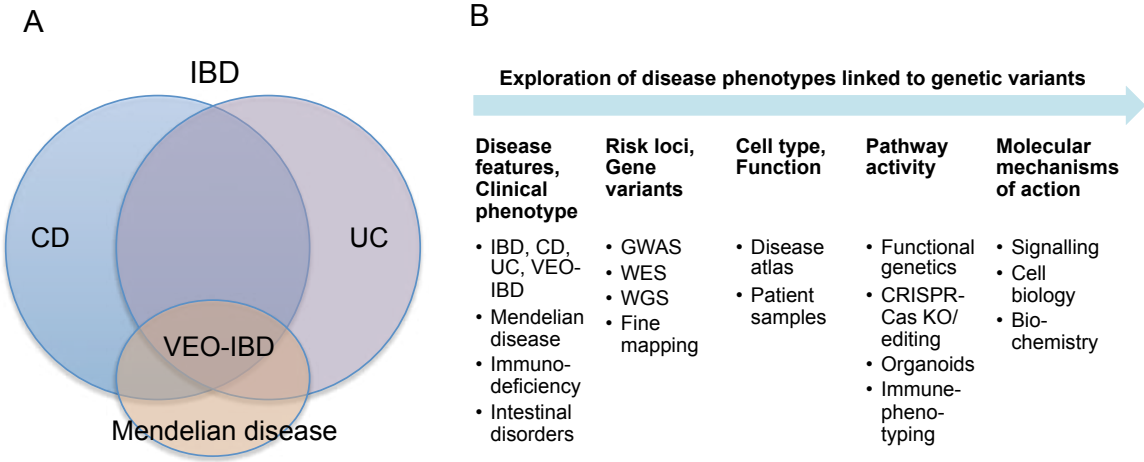 A
IBD
CD
UC
VEO-IBD
Mendelian disease
B
Exploration of disease phenotypes linked to genetic variants
Disease
features,
Clinical
phenotype
• IBD, CD,
UC, VEO-
IBD
• Mendelian
disease
• Immuno-
deficiency
• Intestinal
disorders
Risk loci,
Gene
variants
• GWAS
• WES
• WGS
• Fine
mapping
Cell type,
Function
• Disease
atlas
• Patient
samples
Pathway
activity
• Functional
genetics
• CRISPR-
Cas KO/
editing
• Organoids
• Immune-
pheno-
typing
Molecular
mechanisms
of action
• Signalling
• Cell
biology
• Bio-
chemistry